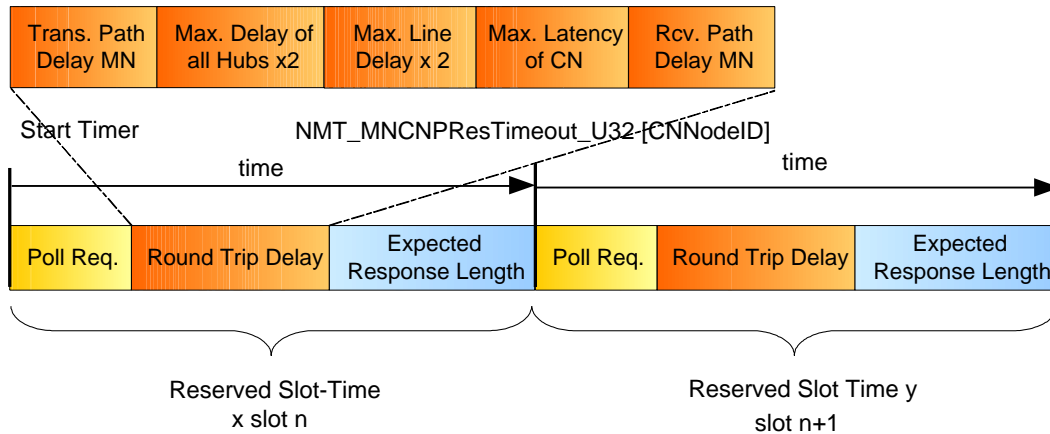 Trans. Path
Delay MN
Max. Delay of
all Hubs x2
Max. Line
Delay x 2
Max. Latency
of CN
Rcv. Path
Delay MN
Start Timer
NMT_MNCNPResTimeout_U32 [CNNodeID]
time
time
Poll Req.
Round Trip Delay
Expected
Response Length
Poll Req.
Round Trip Delay
Expected
Response Length
Reserved Slot-Time
x slot n
Reserved Slot Time y
slot n+1